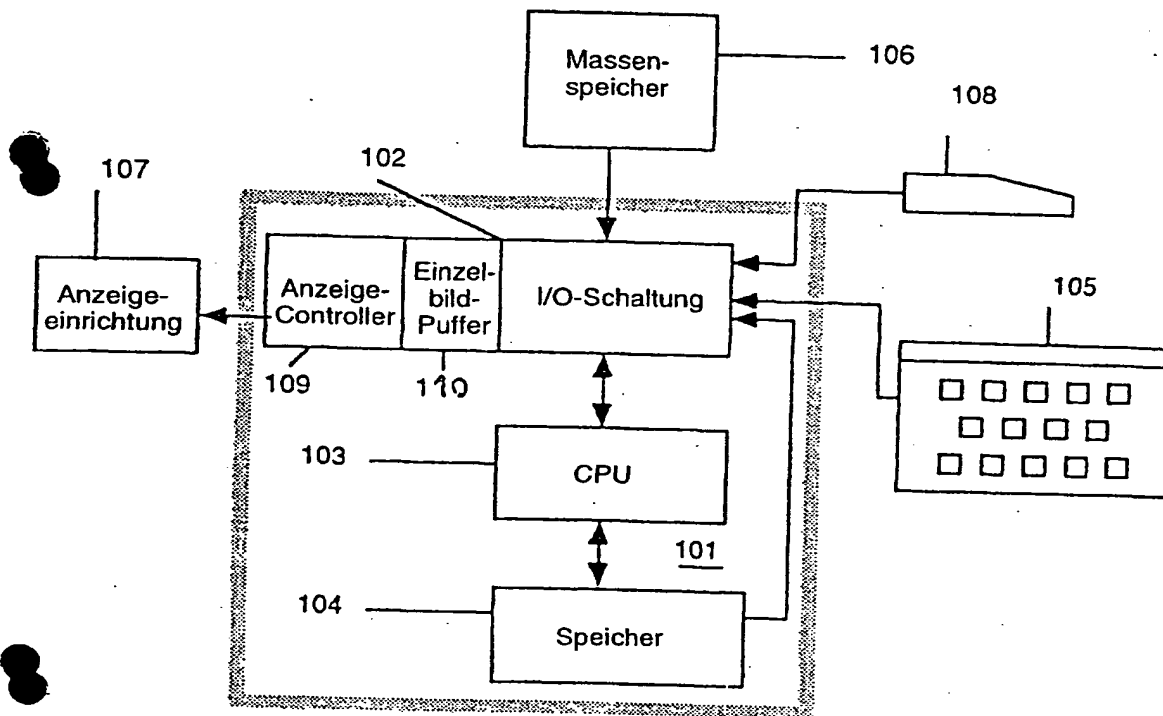 Massen-
speicher
106
108
107
102
Anzeige-
einrichtung
Anzeige-
Controller
Einzel-
bild-
Puffer
I/O-Schaltung
105
109
110
103
CPU
101
104
Speicher